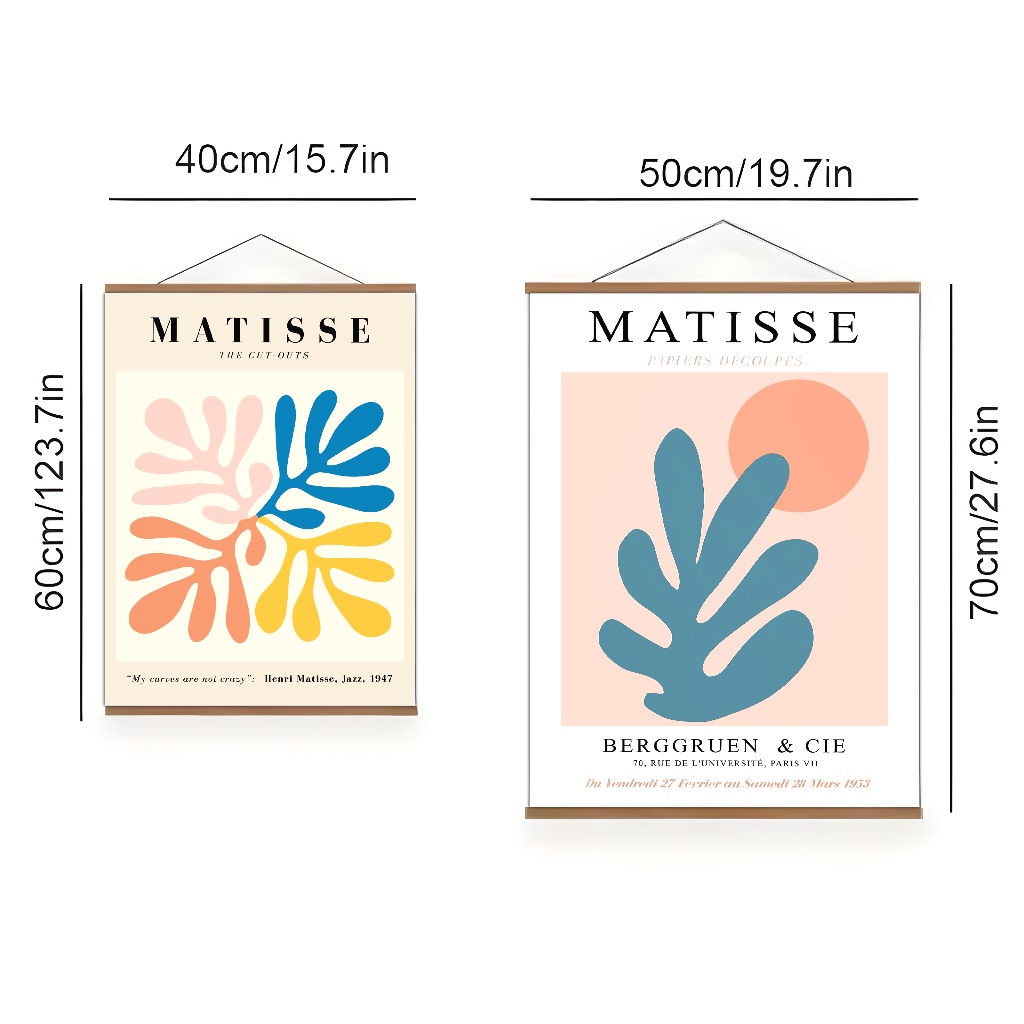 40cm/15.7in
50cm/19.7in
60cm/123.7in
70cm/27.6in
MATISSE
THE CUT-OUTS
"My curves are not crazy": Henri Matisse, Jazz, 1947
MATISSE
PAPIERS DECOUPES
BERGGRUEN & CIE
70, RUE DE L'UNIVERSITÉ, PARIS VII
Du Vendredi 27 Fevrier au Samedi 28 Mars 1953